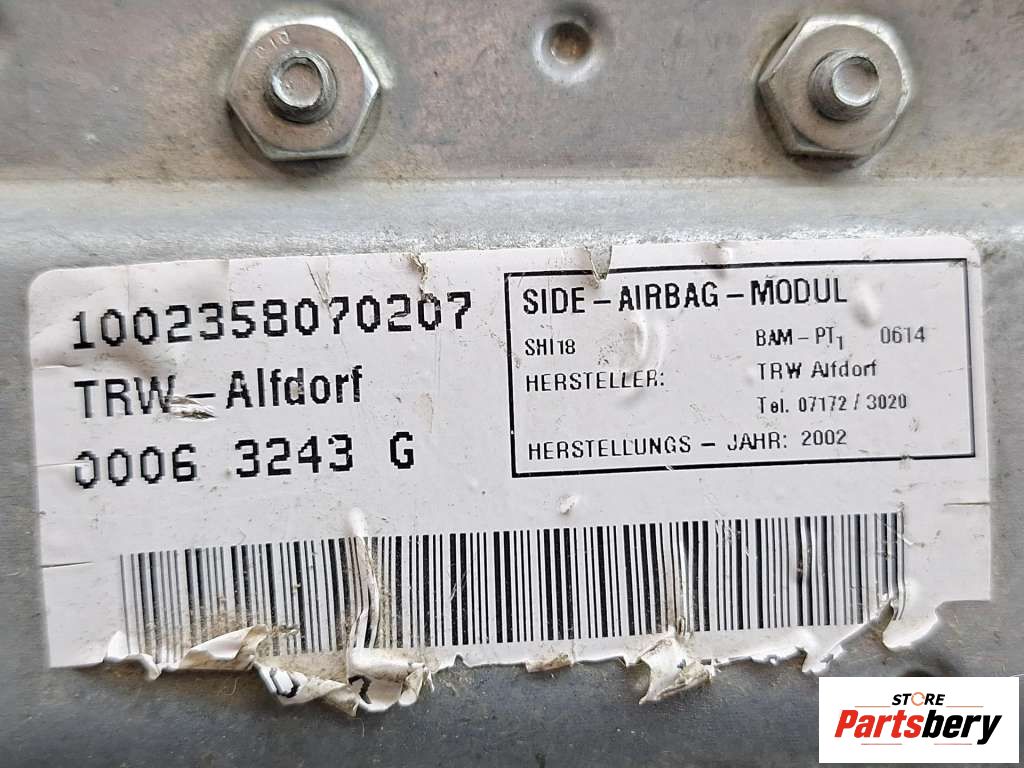 1002358070207
TRW-Alfdorf
0006 3243 G
SIDE-AIRBAG-MODUL
SHI18 BAM-PT1 0614
HERSTELLER: TRW Alfdorf
Tel. 07172/3020
HERSTELLUNGS-JAHR: 2002
STORE
Partsbery